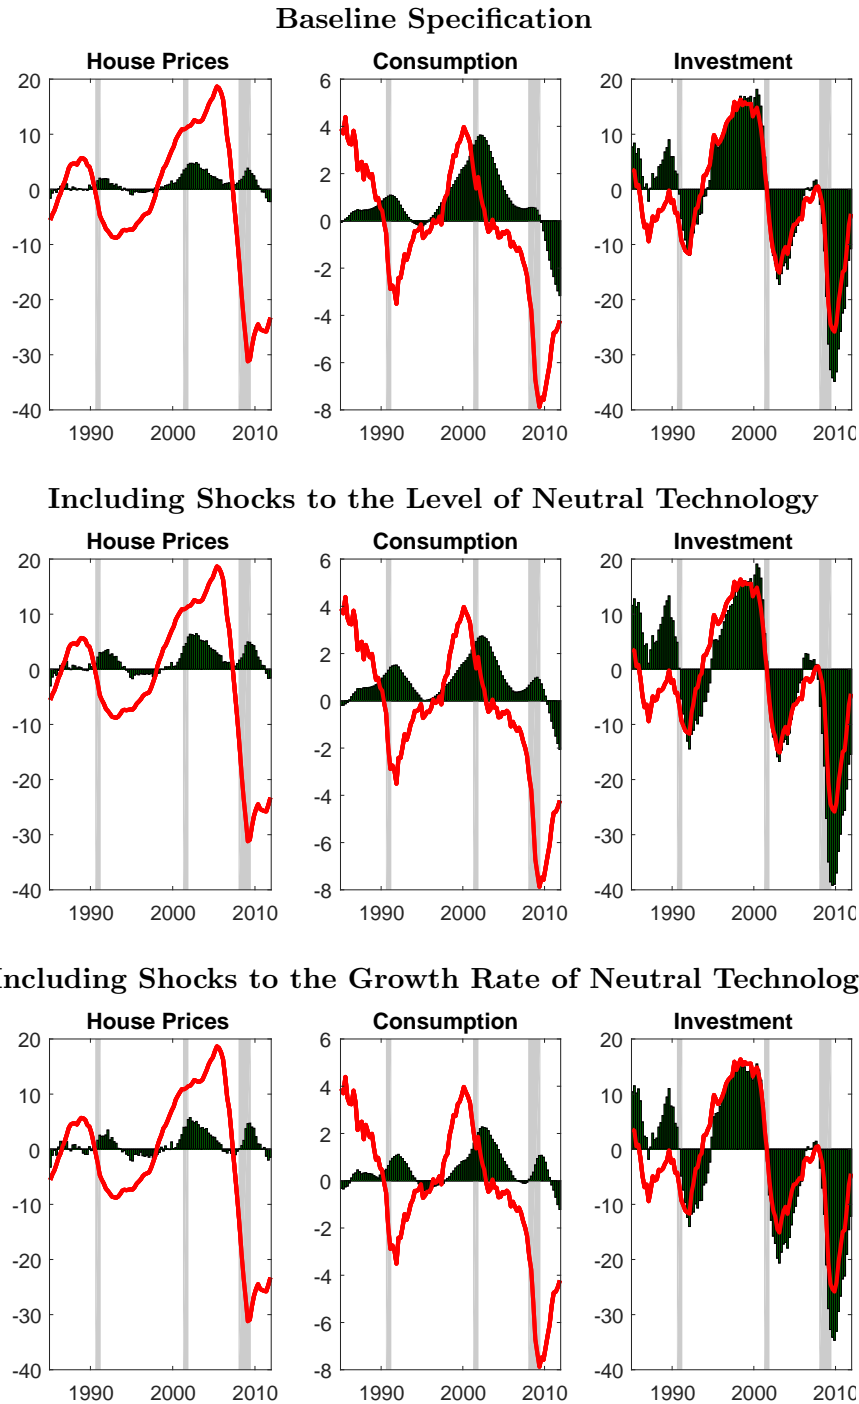 Baseline Specification
House Prices Consumption Investment
20 6 20
10 4 10
0 2 0
-10 0 -10
-20 -2 -20
-30 -4 -30
-40 -6 -40
-8
1990 2000 2010 1990 2000 2010 1990 2000 2010
Including Shocks to the Level of Neutral Technology
House Prices Consumption Investment
20 6 20
10 4 10
0 2 0
-10 0 -10
-20 -2 -20
-30 -4 -30
-40 -6 -40
-8
1990 2000 2010 1990 2000 2010 1990 2000 2010
ncluding Shocks to the Growth Rate of Neutral Technolog
House Prices Consumption Investment
20 6 20
10 4 10
0 2 0
-10 0 -10
-20 -2 -20
-30 -4 -30
-40 -6 -40
-8
1990 2000 2010 1990 2000 2010 1990 2000 2010